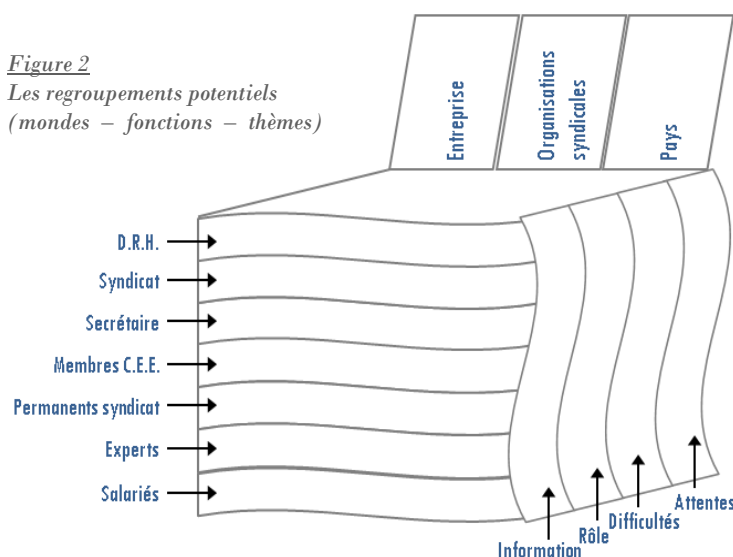 Figure 2
Les regroupements potentiels
(mondes – fonctions – thèmes)
Entreprise
Organisations
syndicales
Pays
D.R.H.
Syndicat
Secrétaire
Membres C.E.E.
Permanents syndicat
Experts
Salariés
Information
Rôle
Difficultés
Attentes